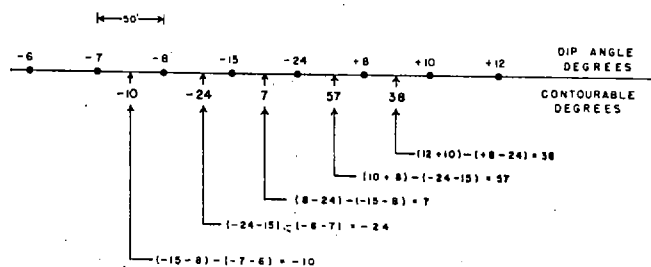 50'
-6 -7 -8 -15 -24 +8 +10 +12
DIP ANGLE
DEGREES
-10 -24 7 57 38
CONTOURABLE
DEGREES
(12+10)-(+8-24)=38
(10+8)-(-24-15)=57
(8-24)-(-15-8)=7
(-24-15)-(-8-7)=-24
(-15-8)-(-7-6)=-10